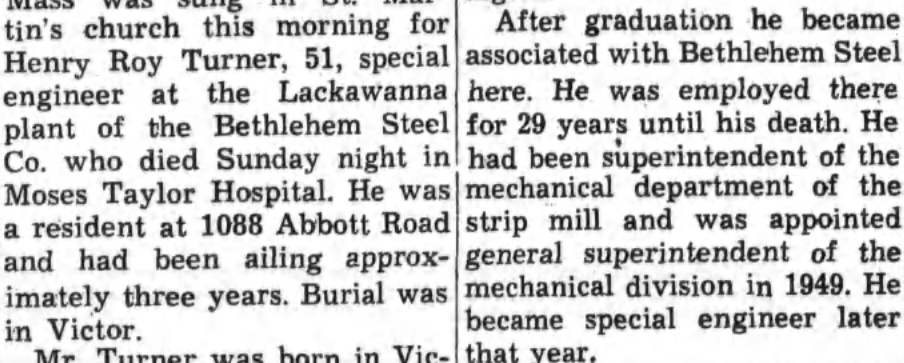 Mass was sung in St. Mar-
tin's church this morning for
Henry Roy Turner, 51, special
engineer at the Lackawanna
plant of the Bethlehem Steel
Co. who died Sunday night in
Moses Taylor Hospital. He was
a resident at 1088 Abbott Road
and had been ailing approx-
imately three years. Burial was
in Victor.
Mr. Turner was born in Vic-
After graduation he became
associated with Bethlehem Steel
here. He was employed there
for 29 years until his death. He
had been superintendent of the
mechanical department of the
strip mill and was appointed
general superintendent of the
mechanical division in 1949. He
became special engineer later
that year.